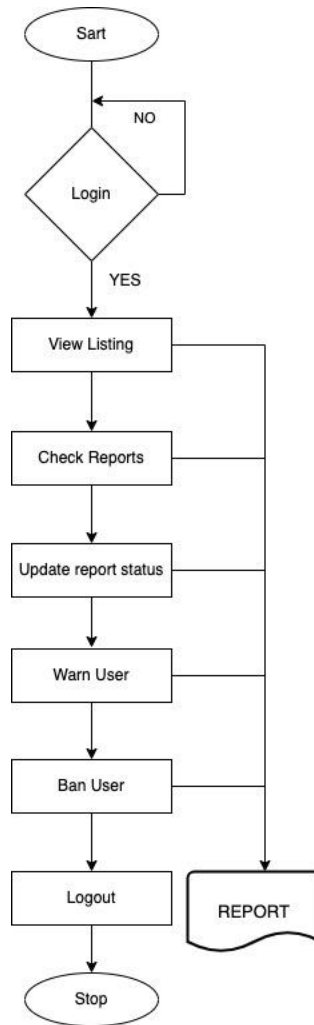 Sart
NO
Login
YES
View Listing
Check Reports
Update report status
Warn User
Ban User
Logout
REPORT
Stop